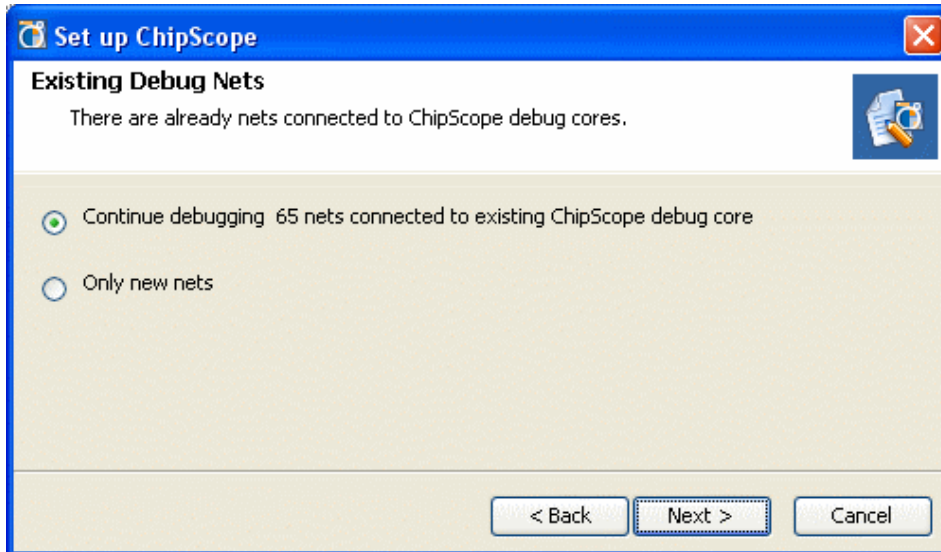 Set up ChipScope
Existing Debug Nets
There are already nets connected to ChipScope debug cores.
Continue debugging 65 nets connected to existing ChipScope debug core
Only new nets
< Back Next > Cancel